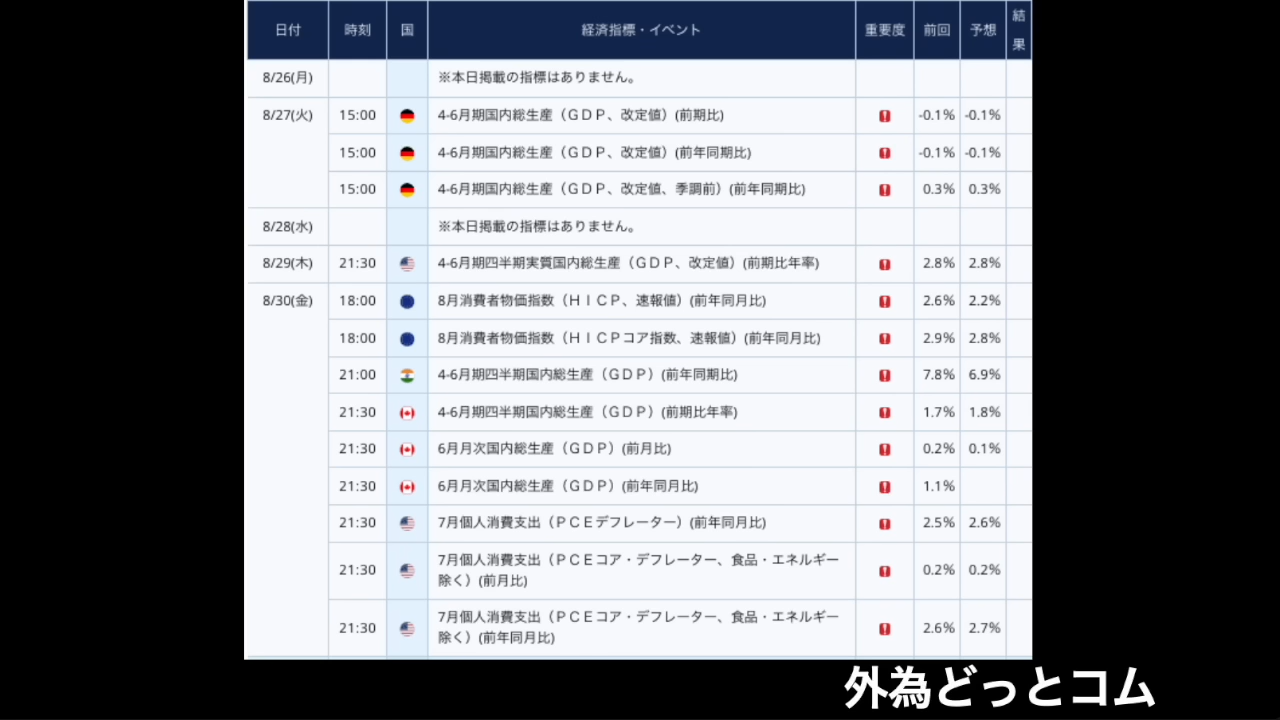 日付 時刻 国 経済指標・イベント 重要度 前回 予想 結果
8/26(月) ※本日掲載の指標はありません。
8/27(火) 15:00 4-6月期国内総生産（ＧＤＰ、改定値）(前期比) -0.1% -0.1%
15:00 4-6月期国内総生産（ＧＤＰ、改定値）(前年同期比) -0.1% -0.1%
15:00 4-6月期国内総生産（ＧＤＰ、改定値、季調前）(前年同期比) 0.3% 0.3%
8/28(水) ※本日掲載の指標はありません。
8/29(木) 21:30 4-6月期四半期実質国内総生産（ＧＤＰ、改定値）(前期比年率) 2.8% 2.8%
8/30(金) 18:00 8月消費者物価指数（ＨＩＣＰ、速報値）(前年同月比) 2.6% 2.2%
18:00 8月消費者物価指数（ＨＩＣＰコア指数、速報値）(前年同月比) 2.9% 2.8%
21:00 4-6月期四半期国内総生産（ＧＤＰ）(前年同期比) 7.8% 6.9%
21:30 4-6月期四半期国内総生産（ＧＤＰ）(前期比年率) 1.7% 1.8%
21:30 6月月次国内総生産（ＧＤＰ）(前月比) 0.2% 0.1%
21:30 6月月次国内総生産（ＧＤＰ）(前年同月比) 1.1%
21:30 7月個人消費支出（ＰＣＥデフレーター）(前年同月比) 2.5% 2.6%
21:30 7月個人消費支出（ＰＣＥコア・デフレーター、食品・エネルギー
除く）(前月比) 0.2% 0.2%
21:30 7月個人消費支出（ＰＣＥコア・デフレーター、食品・エネルギー
除く）(前年同月比) 2.6% 2.7%
外為どっとコム